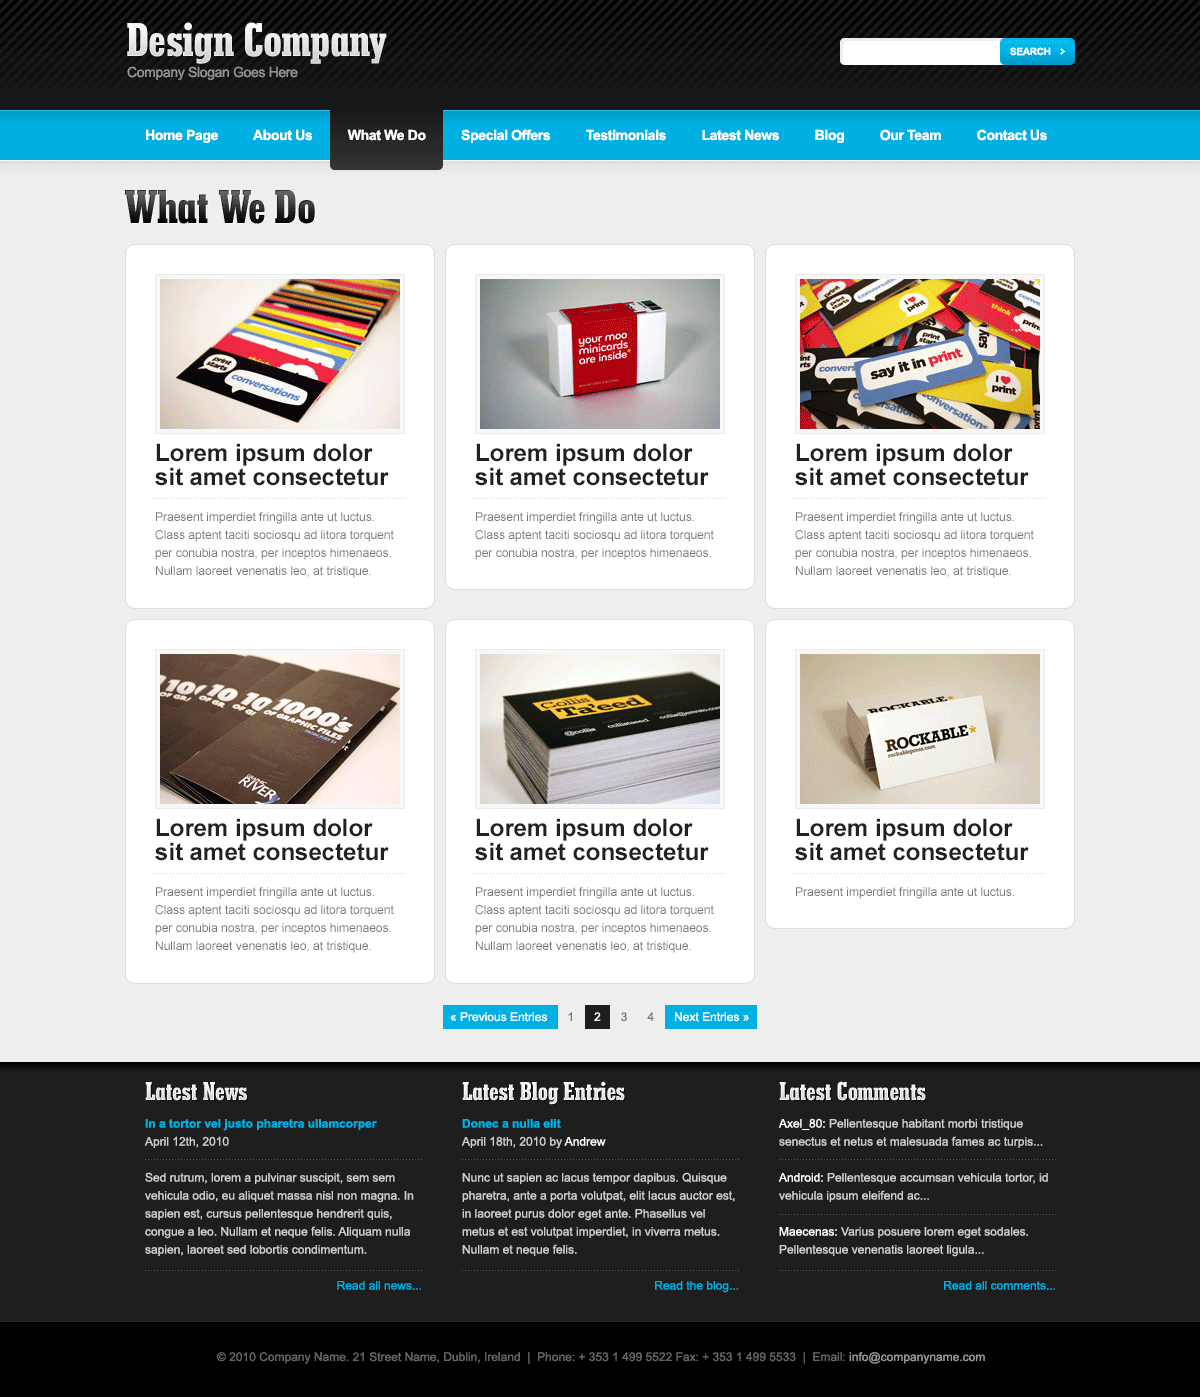 Design Company
Company Slogan Goes Here
SEARCH
Home Page
About Us
What We Do
Special Offers
Testimonials
Latest News
Blog
Our Team
Contact Us
What We Do
print
starts
conversations
your moo
minicards
are inside*
print
starts
I
print
think
print
say it in print
say
I
print
conversations
Lorem ipsum dolor
sit amet consectetur
Praesent imperdiet fringilla ante ut luctus.
Class aptent taciti sociosqu ad litora torquent
per conubia nostra, per inceptos himenaeos.
Nullam laoreet venenatis leo, at tristique.
Lorem ipsum dolor
sit amet consectetur
Praesent imperdiet fringilla ante ut luctus.
Class aptent taciti sociosqu ad litora torquent
per conubia nostra, per inceptos himenaeos.
Lorem ipsum dolor
sit amet consectetur
Praesent imperdiet fringilla ante ut luctus.
Class aptent taciti sociosqu ad litora torquent
per conubia nostra, per inceptos himenaeos.
Nullam laoreet venenatis leo, at tristique.
1000's
OF GRAPHIC FILES
RIVER
Collis
Ta'eed
@collis
collistaeed
ROCKABLE
ROCKABLE*
rockablepress.com
Lorem ipsum dolor
sit amet consectetur
Praesent imperdiet fringilla ante ut luctus.
Class aptent taciti sociosqu ad litora torquent
per conubia nostra, per inceptos himenaeos.
Nullam laoreet venenatis leo, at tristique.
Lorem ipsum dolor
sit amet consectetur
Praesent imperdiet fringilla ante ut luctus.
Class aptent taciti sociosqu ad litora torquent
per conubia nostra, per inceptos himenaeos.
Nullam laoreet venenatis leo, at tristique.
Lorem ipsum dolor
sit amet consectetur
Praesent imperdiet fringilla ante ut luctus.
« Previous Entries 1 2 3 4 Next Entries »
Latest News
In a tortor vel justo pharetra ullamcorper
April 12th, 2010
Sed rutrum, lorem a pulvinar suscipit, sem sem
vehicula odio, eu aliquet massa nisl non magna. In
sapien est, cursus pellentesque hendrerit quis,
congue a leo. Nullam et neque felis. Aliquam nulla
sapien, laoreet sed lobortis condimentum.
Read all news...
Latest Blog Entries
Donec a nulla elit
April 18th, 2010 by Andrew
Nunc ut sapien ac lacus tempor dapibus. Quisque
pharetra, ante a porta volutpat, elit lacus auctor est,
in laoreet purus dolor eget ante. Phasellus vel
metus et est volutpat imperdiet, in viverra metus.
Nullam et neque felis.
Read the blog...
Latest Comments
Axel_80: Pellentesque habitant morbi tristique
senectus et netus et malesuada fames ac turpis...
Android: Pellentesque accumsan vehicula tortor, id
vehicula ipsum eleifend ac...
Maecenas: Varius posuere lorem eget sodales.
Pellentesque venenatis laoreet ligula...
Read all comments...
© 2010 Company Name. 21 Street Name, Dublin, Ireland | Phone: + 353 1 499 5522 Fax: + 353 1 499 5533 | Email: info@companyname.com